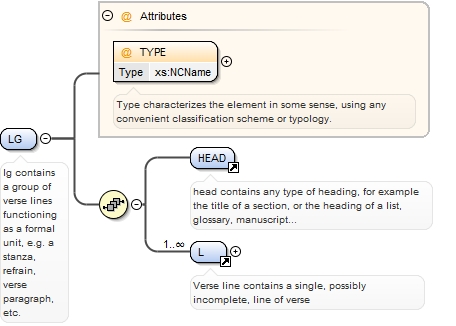 @ Attributes
@ TYPE
Type xs:NCName
Type characterizes the element in some sense, using any
convenient classification scheme or typology.
LG
lg contains
a group of
verse lines
functioning
as a formal
unit, e.g. a
stanza,
refrain,
verse
paragraph,
etc.
HEAD
head contains any type of heading, for example
the title of a section, or the heading of a list,
glossary, manuscript...
1..∞
L
Verse line contains a single, possibly
incomplete, line of verse